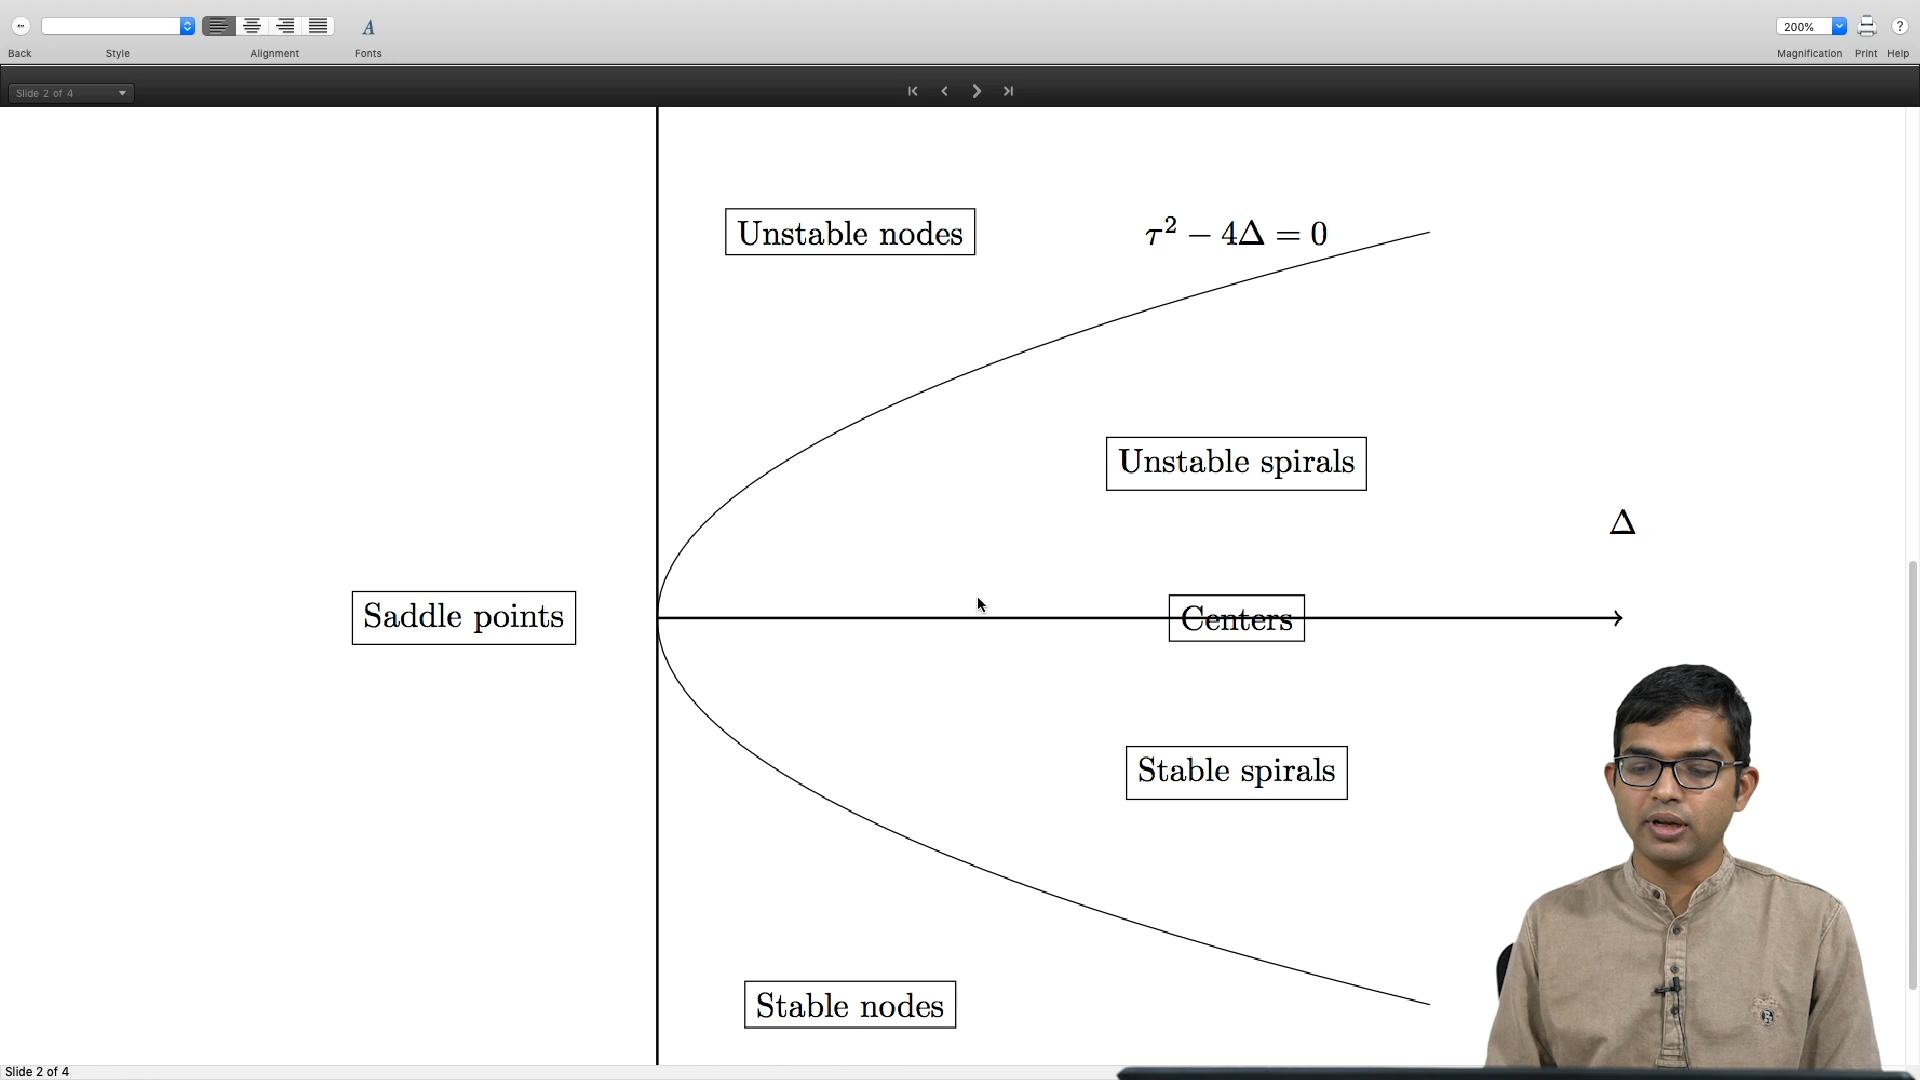 200%
Back
Style
Alignment
Fonts
Magnification
Print
Help
Slide 2 of 4
Unstable nodes
τ² − 4Δ = 0
Unstable spirals
Δ
Saddle points
Centers
Stable spirals
Stable nodes
Slide 2 of 4